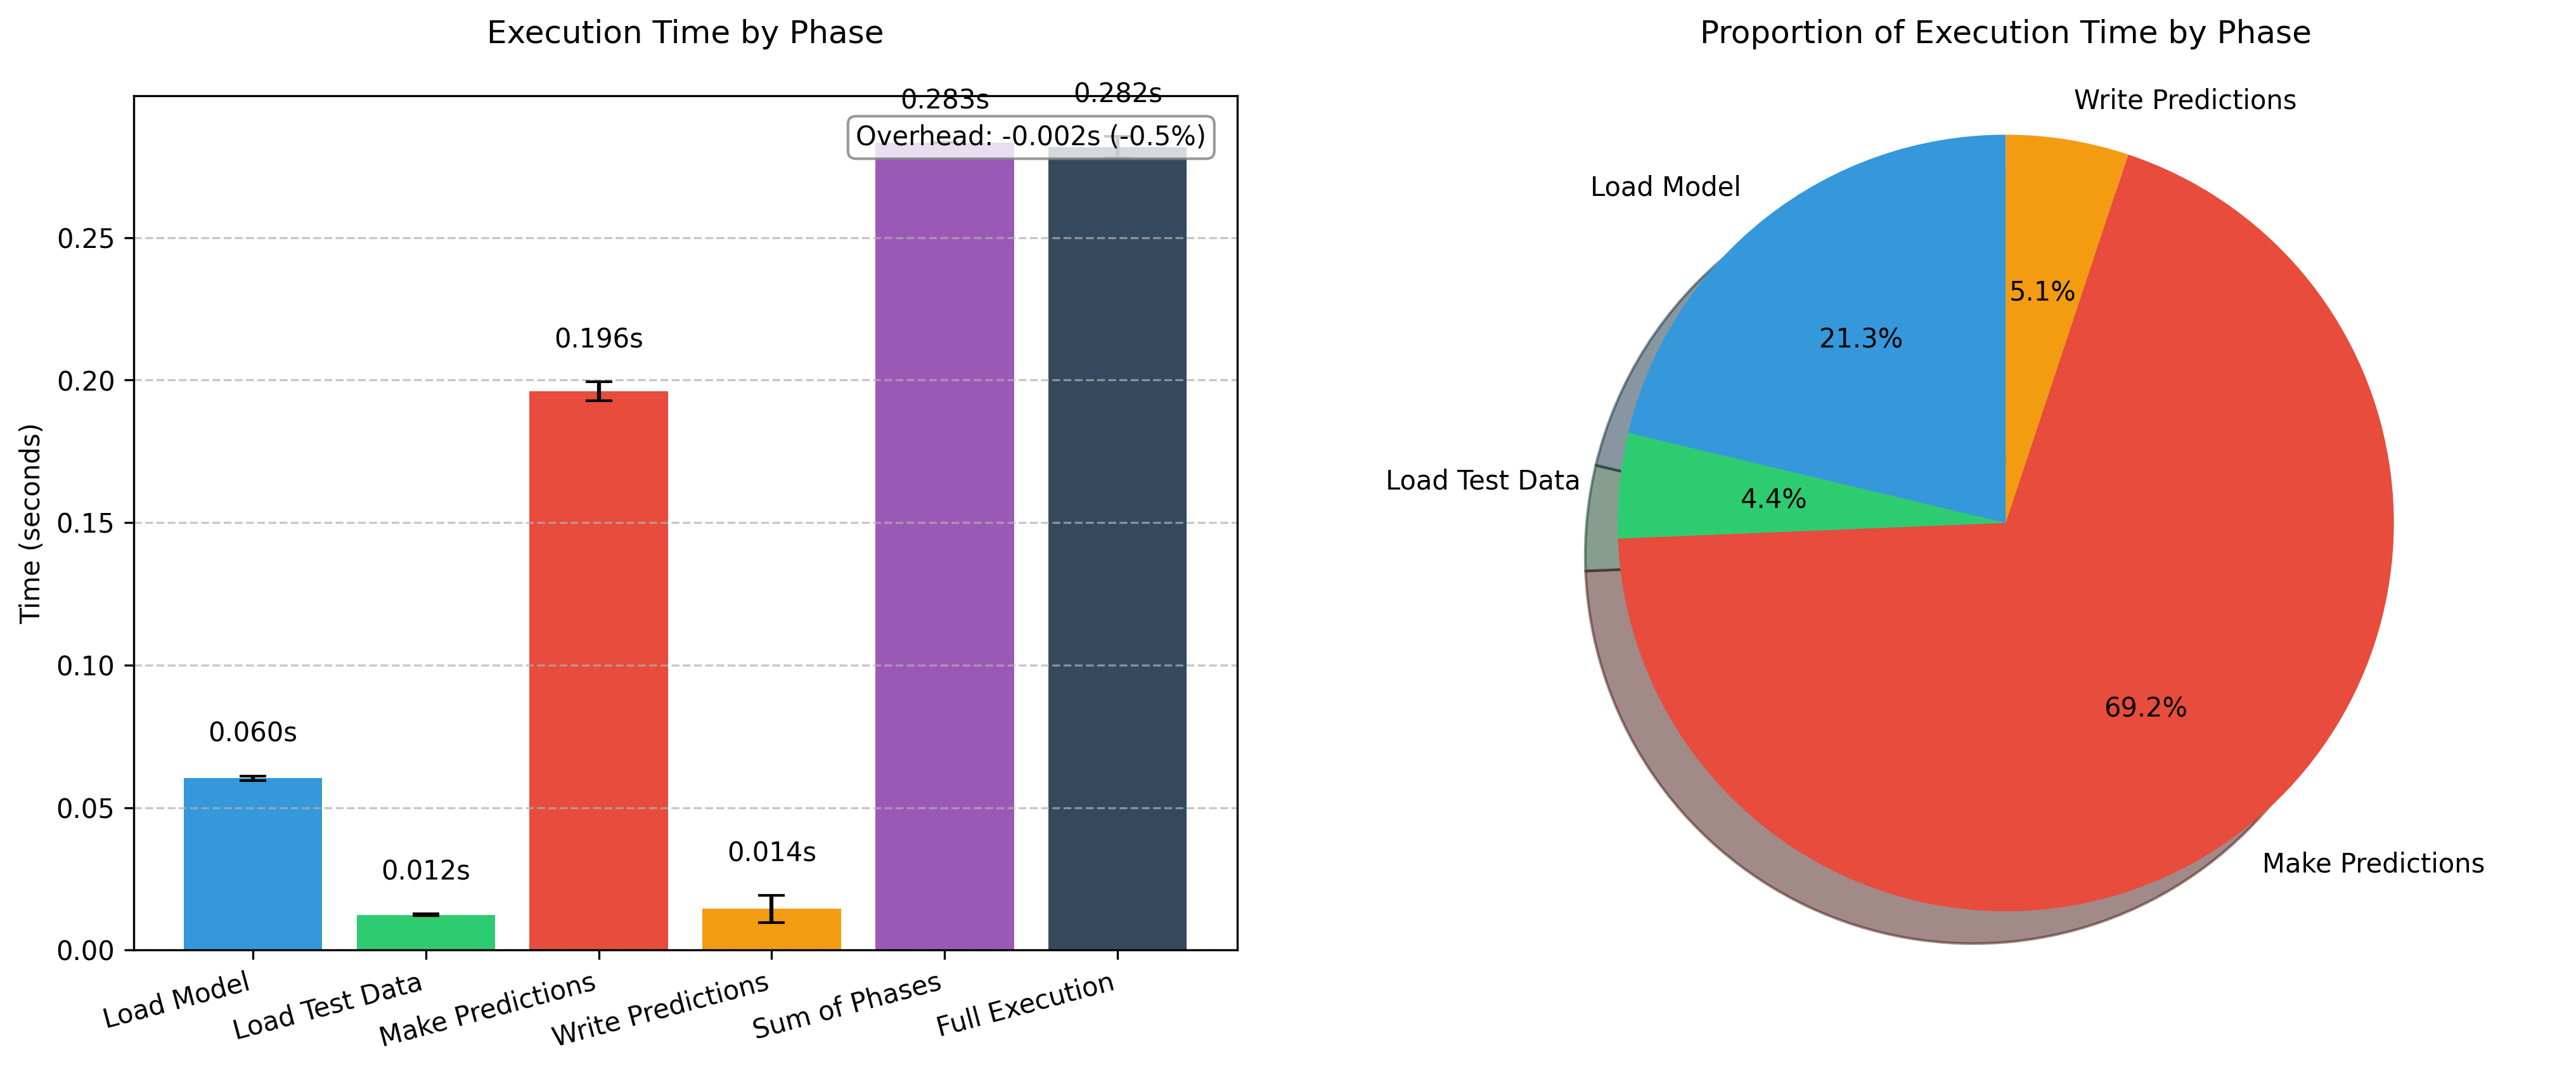 Execution Time by Phase
0.283s
0.282s
Overhead: -0.002s (-0.5%)
0.25
0.196s
0.20
0.15
Time (seconds)
0.10
0.060s
0.05
0.012s
0.014s
0.00
Load Model
Load Test Data
Make Predictions
Write Predictions
Sum of Phases
Full Execution
Proportion of Execution Time by Phase
Write Predictions
Load Model
5.1%
21.3%
Load Test Data
4.4%
69.2%
Make Predictions